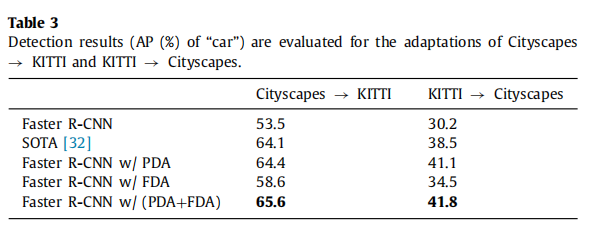 Table 3
Detection results (AP (%) of “car”) are evaluated for the adaptations of Cityscapes
→ KITTI and KITTI → Cityscapes.
Cityscapes → KITTI KITTI → Cityscapes
Faster R-CNN 53.5 30.2
SOTA [32] 64.1 38.5
Faster R-CNN w/ PDA 64.4 41.1
Faster R-CNN w/ FDA 58.6 34.5
Faster R-CNN w/ (PDA+FDA) 65.6 41.8